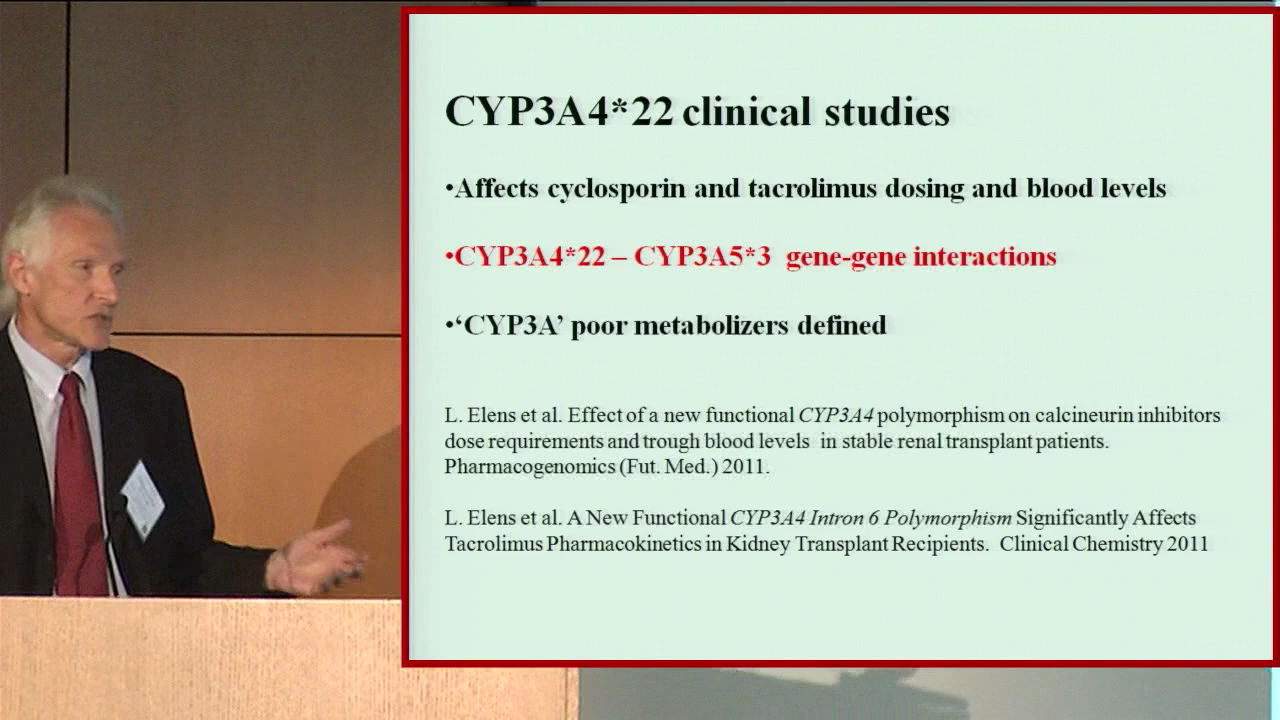 CYP3A4*22 clinical studies
•Affects cyclosporin and tacrolimus dosing and blood levels
•CYP3A4*22 – CYP3A5*3 gene-gene interactions
•‘CYP3A’ poor metabolizers defined
L. Elens et al. Effect of a new functional CYP3A4 polymorphism on calcineurin inhibitors
dose requirements and trough blood levels in stable renal transplant patients.
Pharmacogenomics (Fut. Med.) 2011.
L. Elens et al. A New Functional CYP3A4 Intron 6 Polymorphism Significantly Affects
Tacrolimus Pharmacokinetics in Kidney Transplant Recipients. Clinical Chemistry 2011